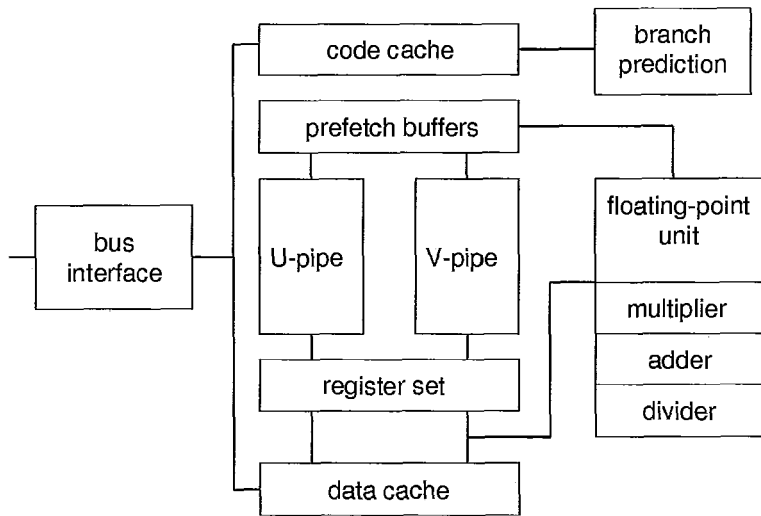 code cache
branch
prediction
prefetch buffers
bus
interface
U-pipe
V-pipe
floating-point
unit
multiplier
adder
divider
register set
data cache